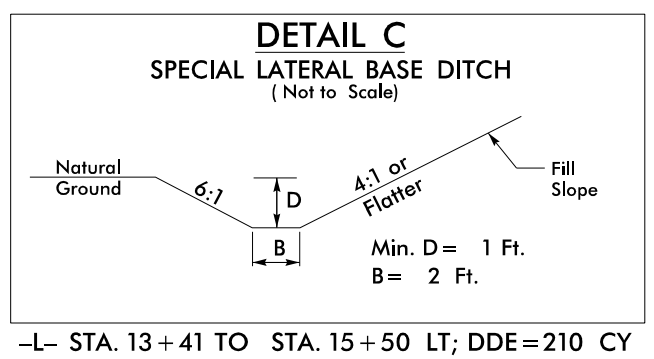 DETAIL C
SPECIAL LATERAL BASE DITCH
( Not to Scale)
Natural
Ground
6:1
D
B
4:1 or
Flatter
Fill
Slope
Min. D = 1 Ft.
B = 2 Ft.
-L- STA. 13 + 41 TO STA. 15 + 50 LT; DDE = 210 CY